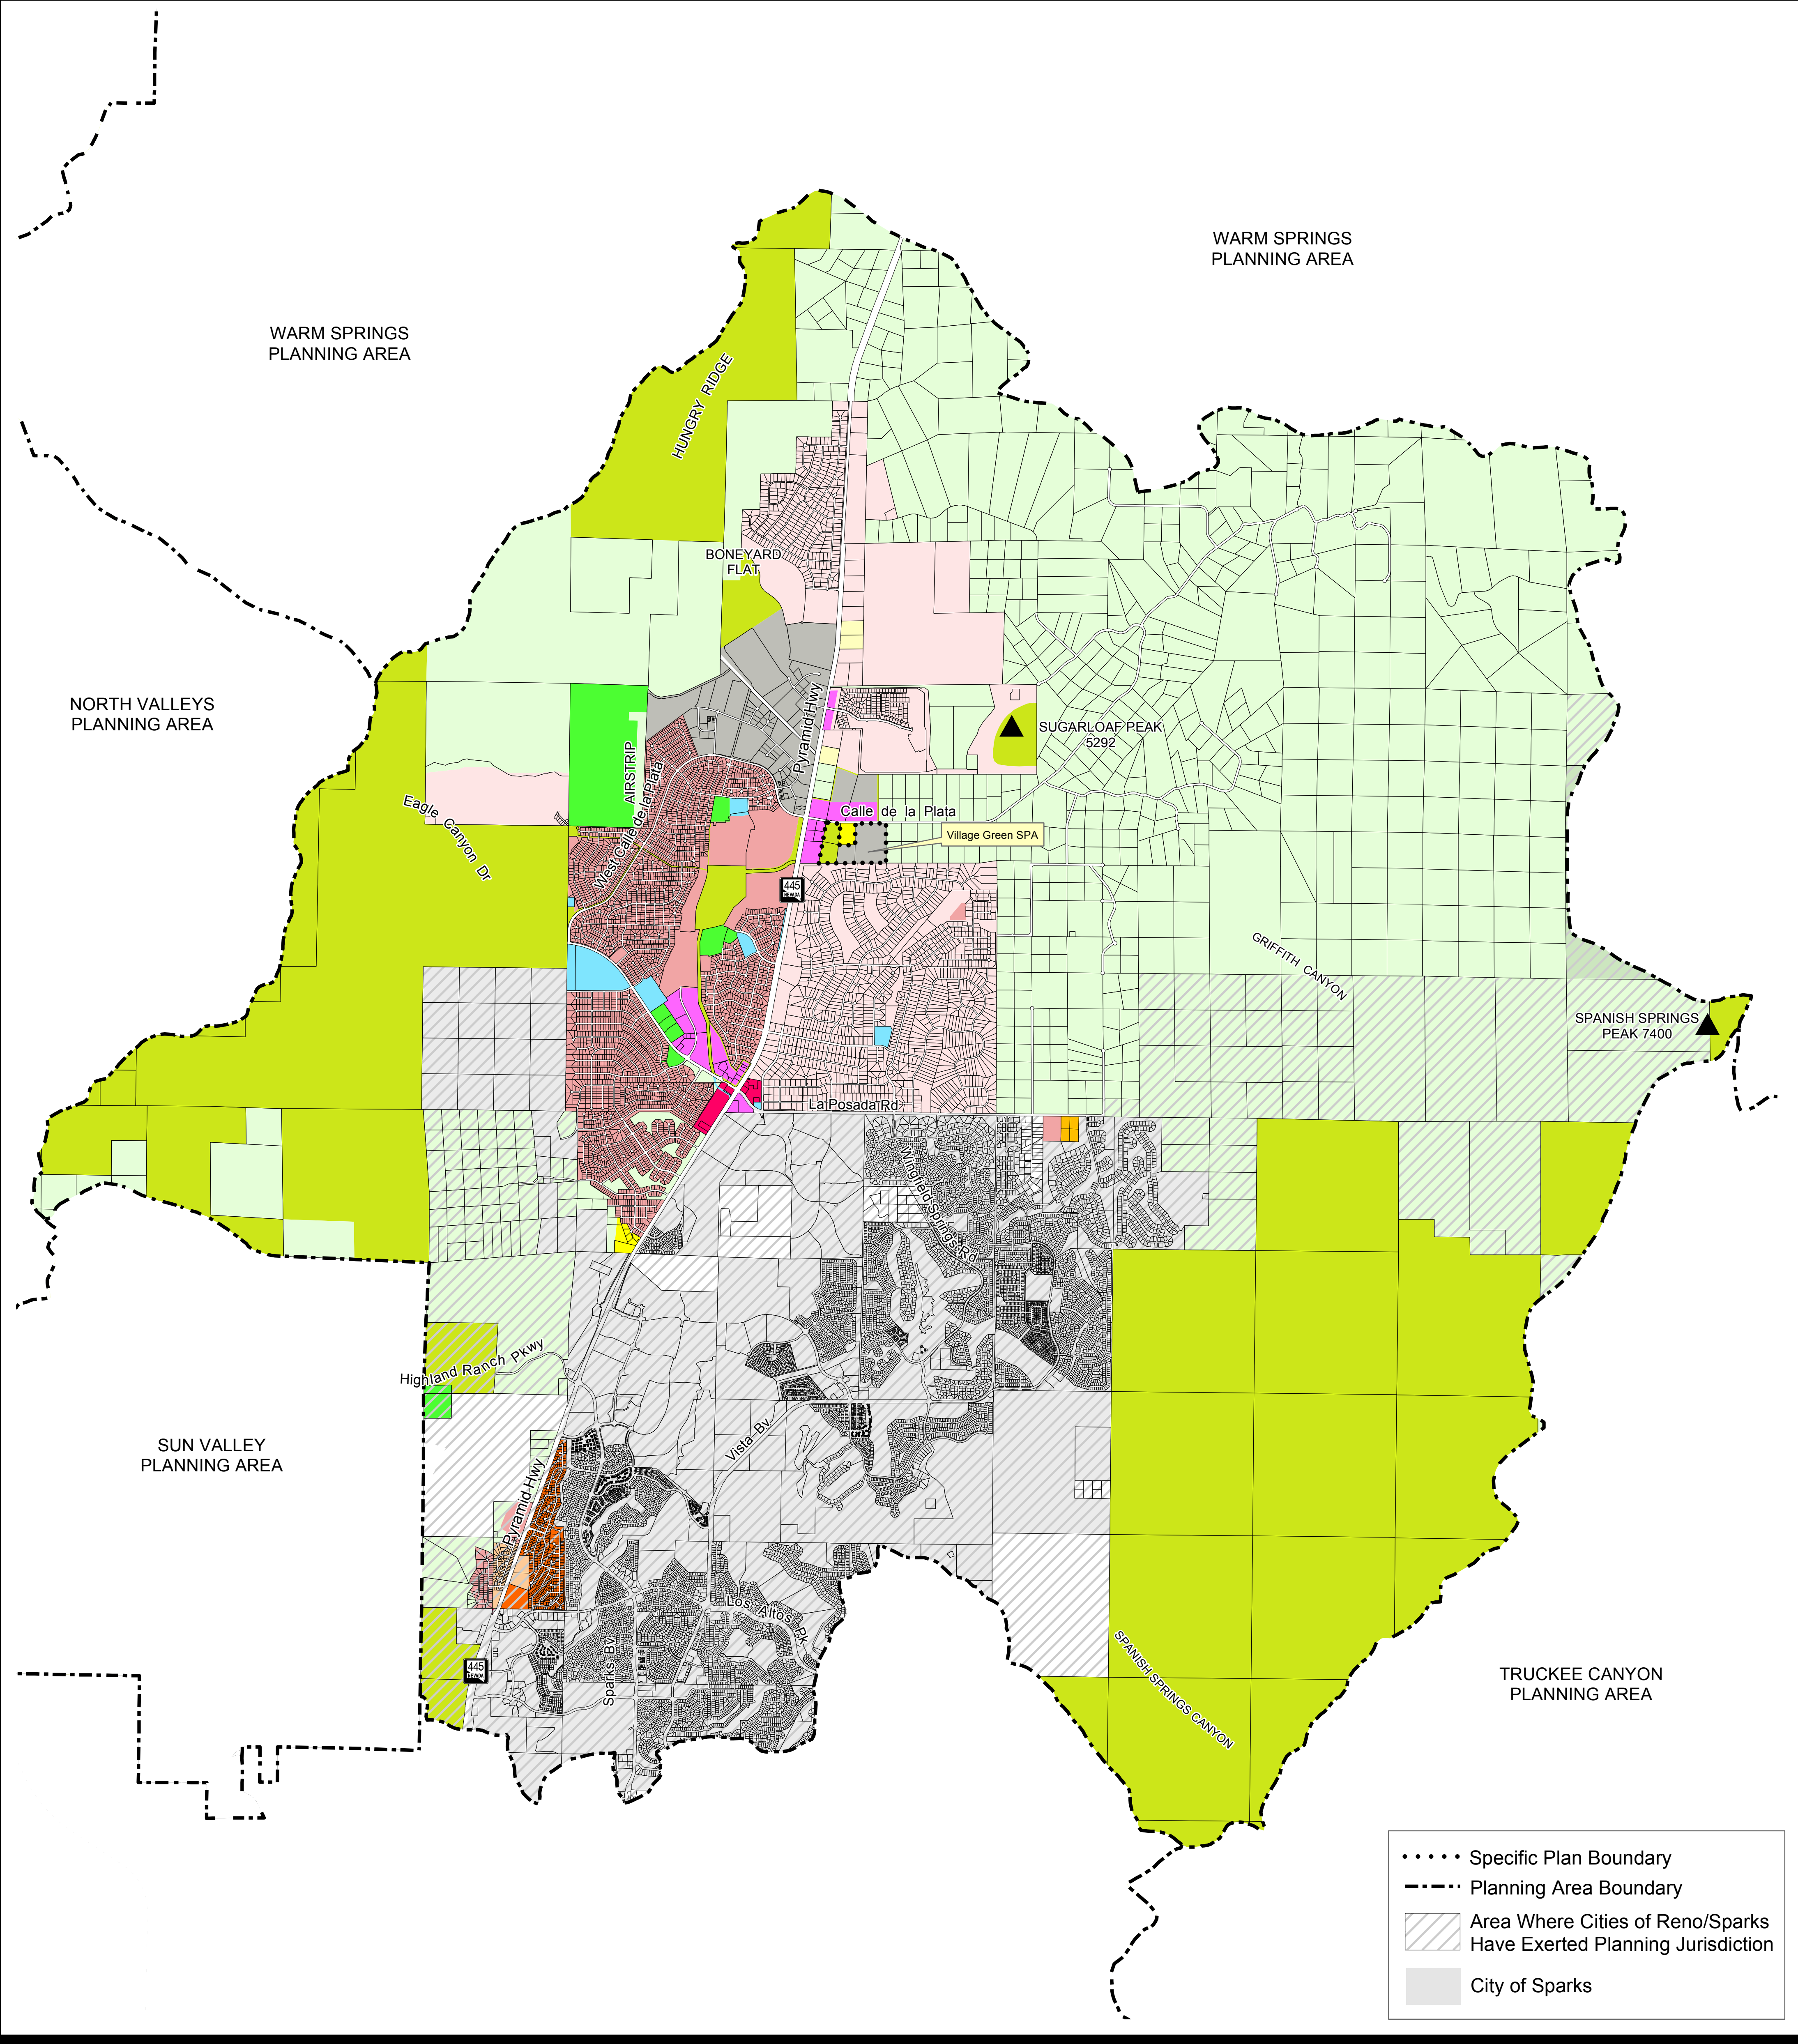 WARM SPRINGS
PLANNING AREA
WARM SPRINGS
PLANNING AREA
HUNGRY RIDGE
BONEYARD
FLAT
NORTH VALLEYS
PLANNING AREA
Pyramid Hwy
SUGARLOAF PEAK
5292
AIRSTRIP
West Calle de la Plata
Eagle Canyon Dr
Calle de la Plata
Village Green SPA
445
NEVADA
GRIFFITH CANYON
SPANISH SPRINGS
PEAK 7400
La Posada Rd
Wingfield Springs Rd
Highland Ranch Pkwy
SUN VALLEY
PLANNING AREA
Vista Bv
Pyramid Hwy
Los Altos Pk
Sparks Bv
445
NEVADA
SPANISH SPRINGS CANYON
TRUCKEE CANYON
PLANNING AREA
Specific Plan Boundary
Planning Area Boundary
Area Where Cities of Reno/Sparks
Have Exerted Planning Jurisdiction
City of Sparks